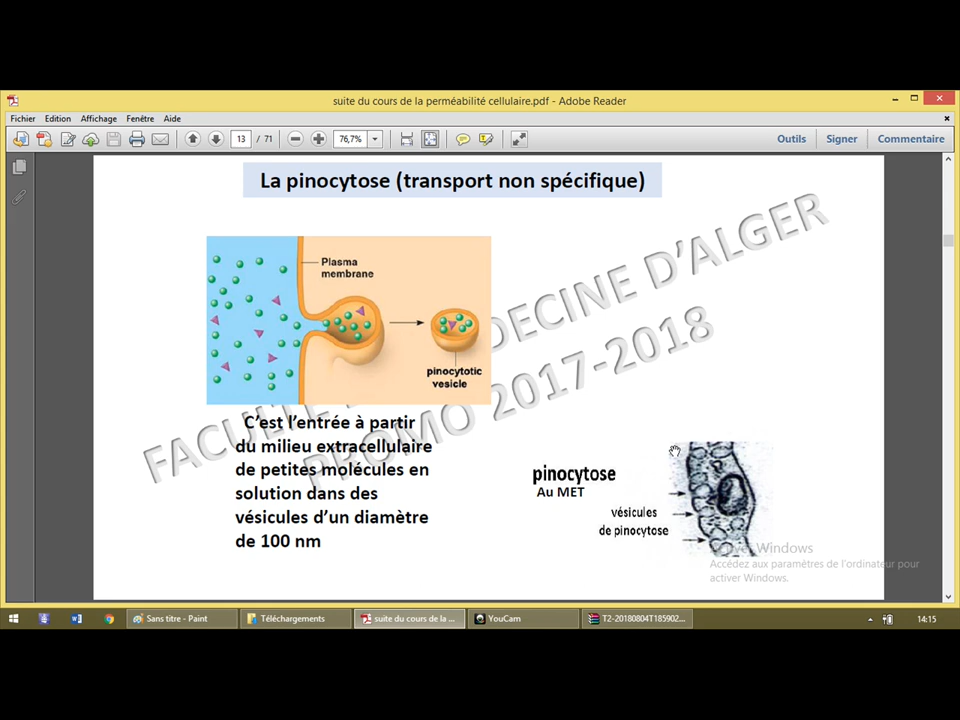 suite du cours de la perméabilité cellulaire.pdf - Adobe Reader
Fichier Edition Affichage Fenêtre Aide
13 / 71 76,7% Outils Signer Commentaire
La pinocytose (transport non spécifique)
Plasma
membrane
pinocytotic
vesicle
FACULTE DE MEDECINE D'ALGER
PROMO 2017-2018
C'est l'entrée à partir
du milieu extracellulaire
de petites molécules en
solution dans des
vésicules d'un diamètre
de 100 nm
pinocytose
Au MET
vésicules
de pinocytose
Activer Windows
Accédez aux paramètres de l'ordinateur pour
activer Windows.
Sans titre - Paint Téléchargements suite du cours de la ... YouCam T2-20180804T185902... 14:15